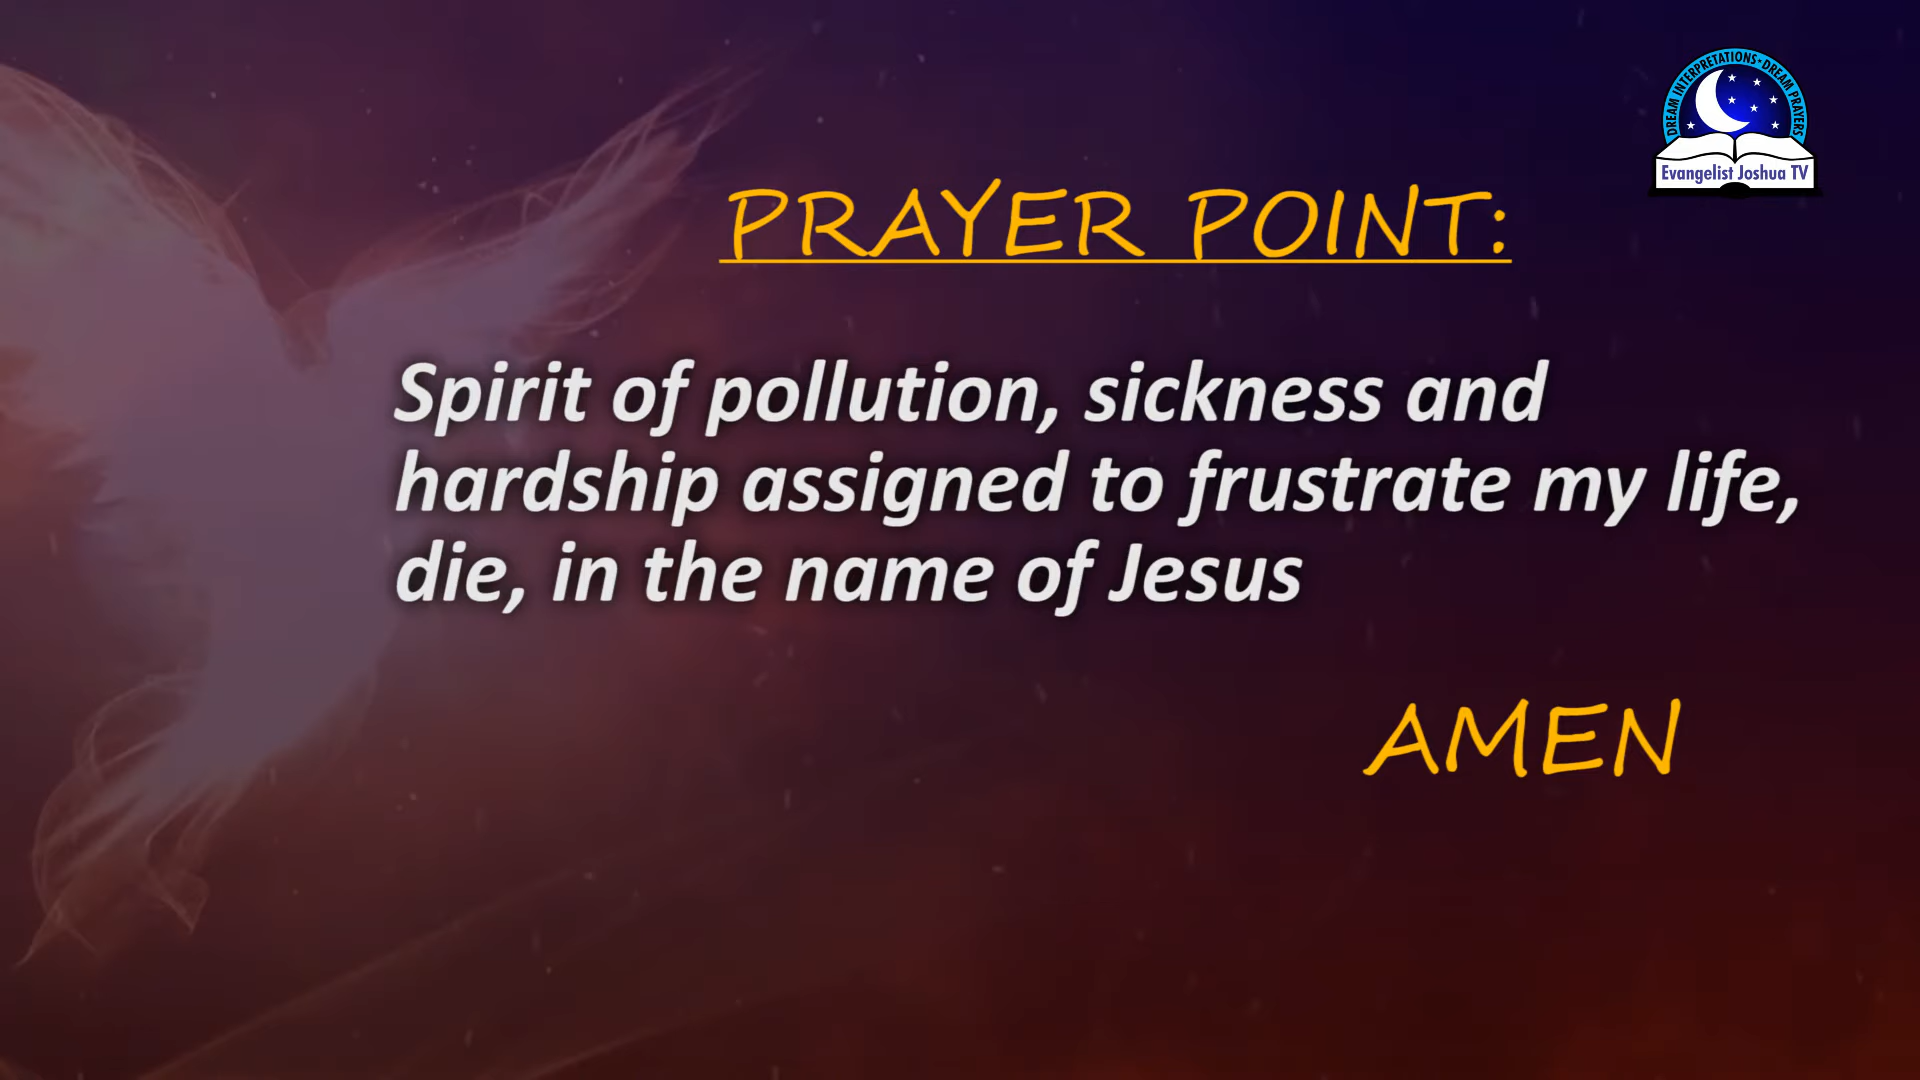 DREAM INTERPRETATIONS - DREAM PRAYERS
Evangelist Joshua TV
PRAYER POINT:
Spirit of pollution, sickness and
hardship assigned to frustrate my life,
die, in the name of Jesus
AMEN